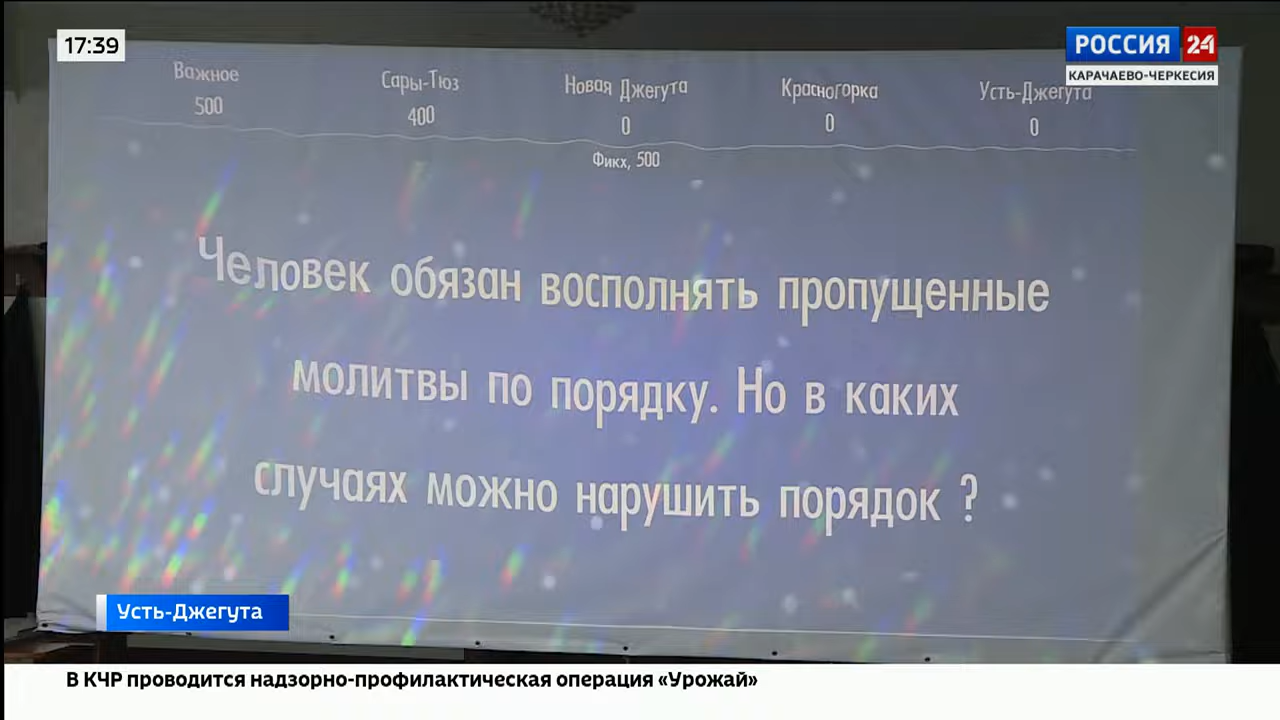 17:39
РОССИЯ 24
КАРАЧАЕВО-ЧЕРКЕСИЯ
Важное Сары-Тюз Новая Джегута Красногорка Усть-Джегута
500 400 0 0 0
Фикх, 500
Человек обязан восполнять пропущенные
молитвы по порядку. Но в каких
случаях можно нарушить порядок ?
Усть-Джегута
В КЧР проводится надзорно-профилактическая операция «Урожай»